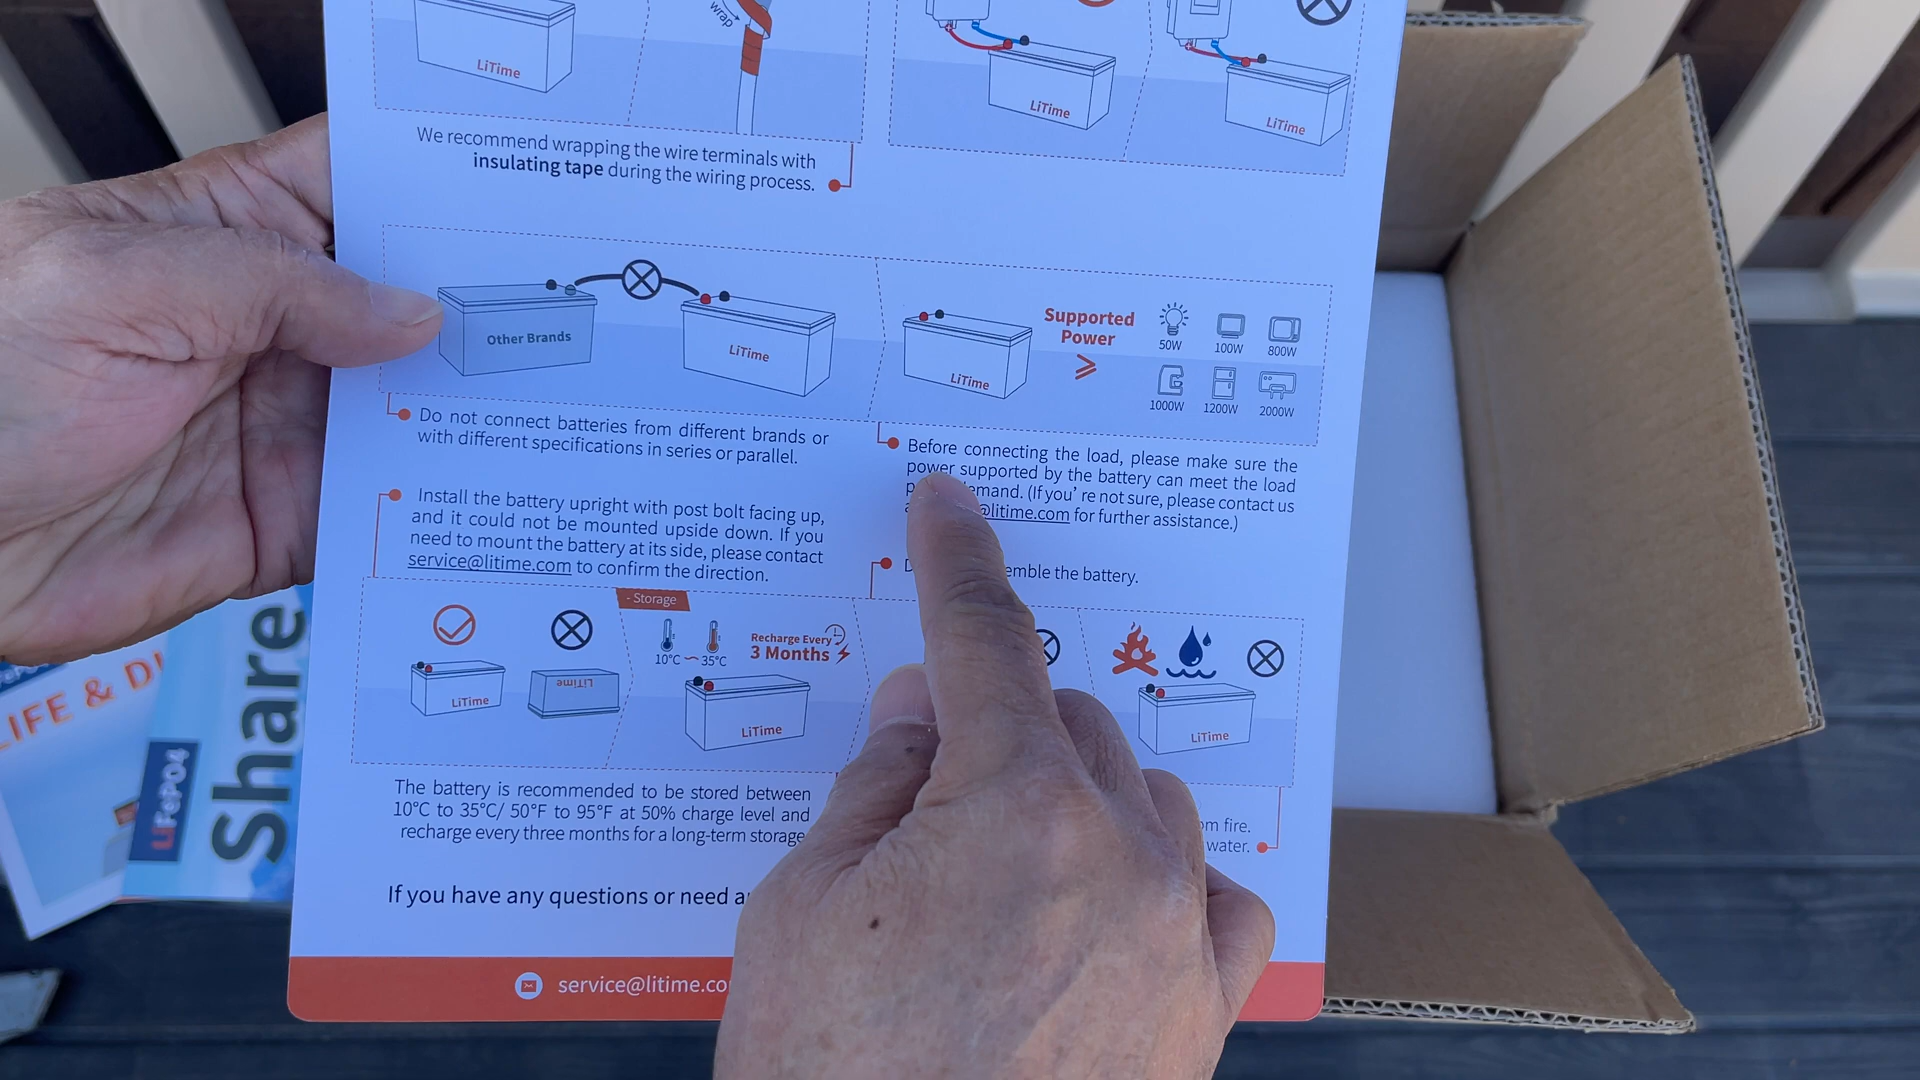 LiTime
wrap
LiTime
LiTime
We recommend wrapping the wire terminals with
insulating tape during the wiring process.
Other Brands
LiTime
LiTime
Supported
Power
50W
100W
800W
1000W
1200W
2000W
Do not connect batteries from different brands or
with different specifications in series or parallel.
Before connecting the load, please make sure the
power supported by the battery can meet the load
emand. (If you' re not sure, please contact us
@litime.com for further assistance.)
Install the battery upright with post bolt facing up,
and it could not be mounted upside down. If you
need to mount the battery at its side, please contact
service@litime.com to confirm the direction.
emble the battery.
- Storage
10°C ~ 35°C
Recharge Every
3 Months
LiTime
LiTime
LiTime
LiTime
The battery is recommended to be stored between
10°C to 35°C/ 50°F to 95°F at 50% charge level and
recharge every three months for a long-term storage
om fire.
water.
If you have any questions or need a
service@litime.co
LIFE & D
LiFePO4
Share